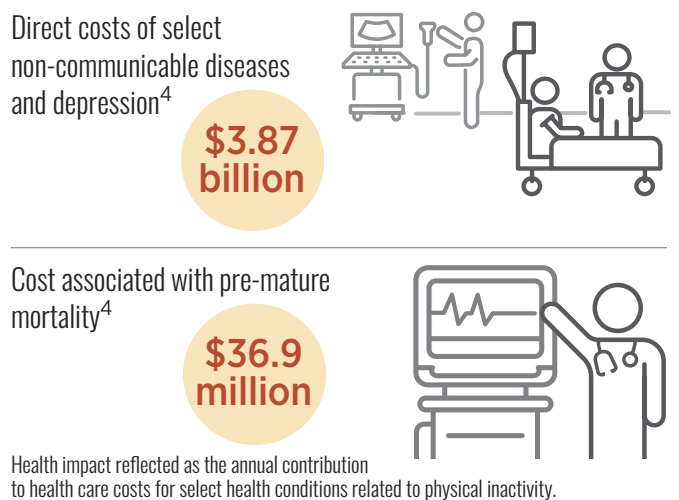 Direct costs of select
non-communicable diseases
and depression4
$3.87
billion
Cost associated with pre-mature
mortality4
$36.9
million
Health impact reflected as the annual contribution
to health care costs for select health conditions related to physical inactivity.